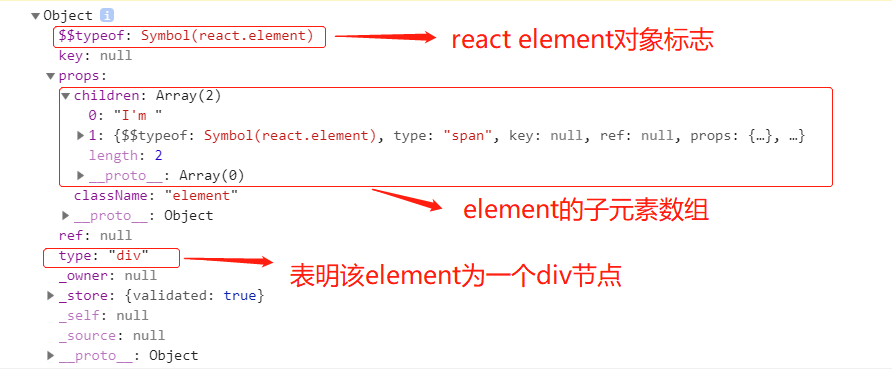 Object i
$$typeof: Symbol(react.element) react element对象标志
key: null
props:
children: Array(2)
0: "I'm "
1: {$$typeof: Symbol(react.element), type: "span", key: null, ref: null, props: {…}, …}
length: 2
__proto__: Array(0)
className: "element" element的子元素数组
__proto__: Object
ref: null
type: "div" 表明该element为一个div节点
_owner: null
_store: {validated: true}
_self: null
_source: null
__proto__: Object